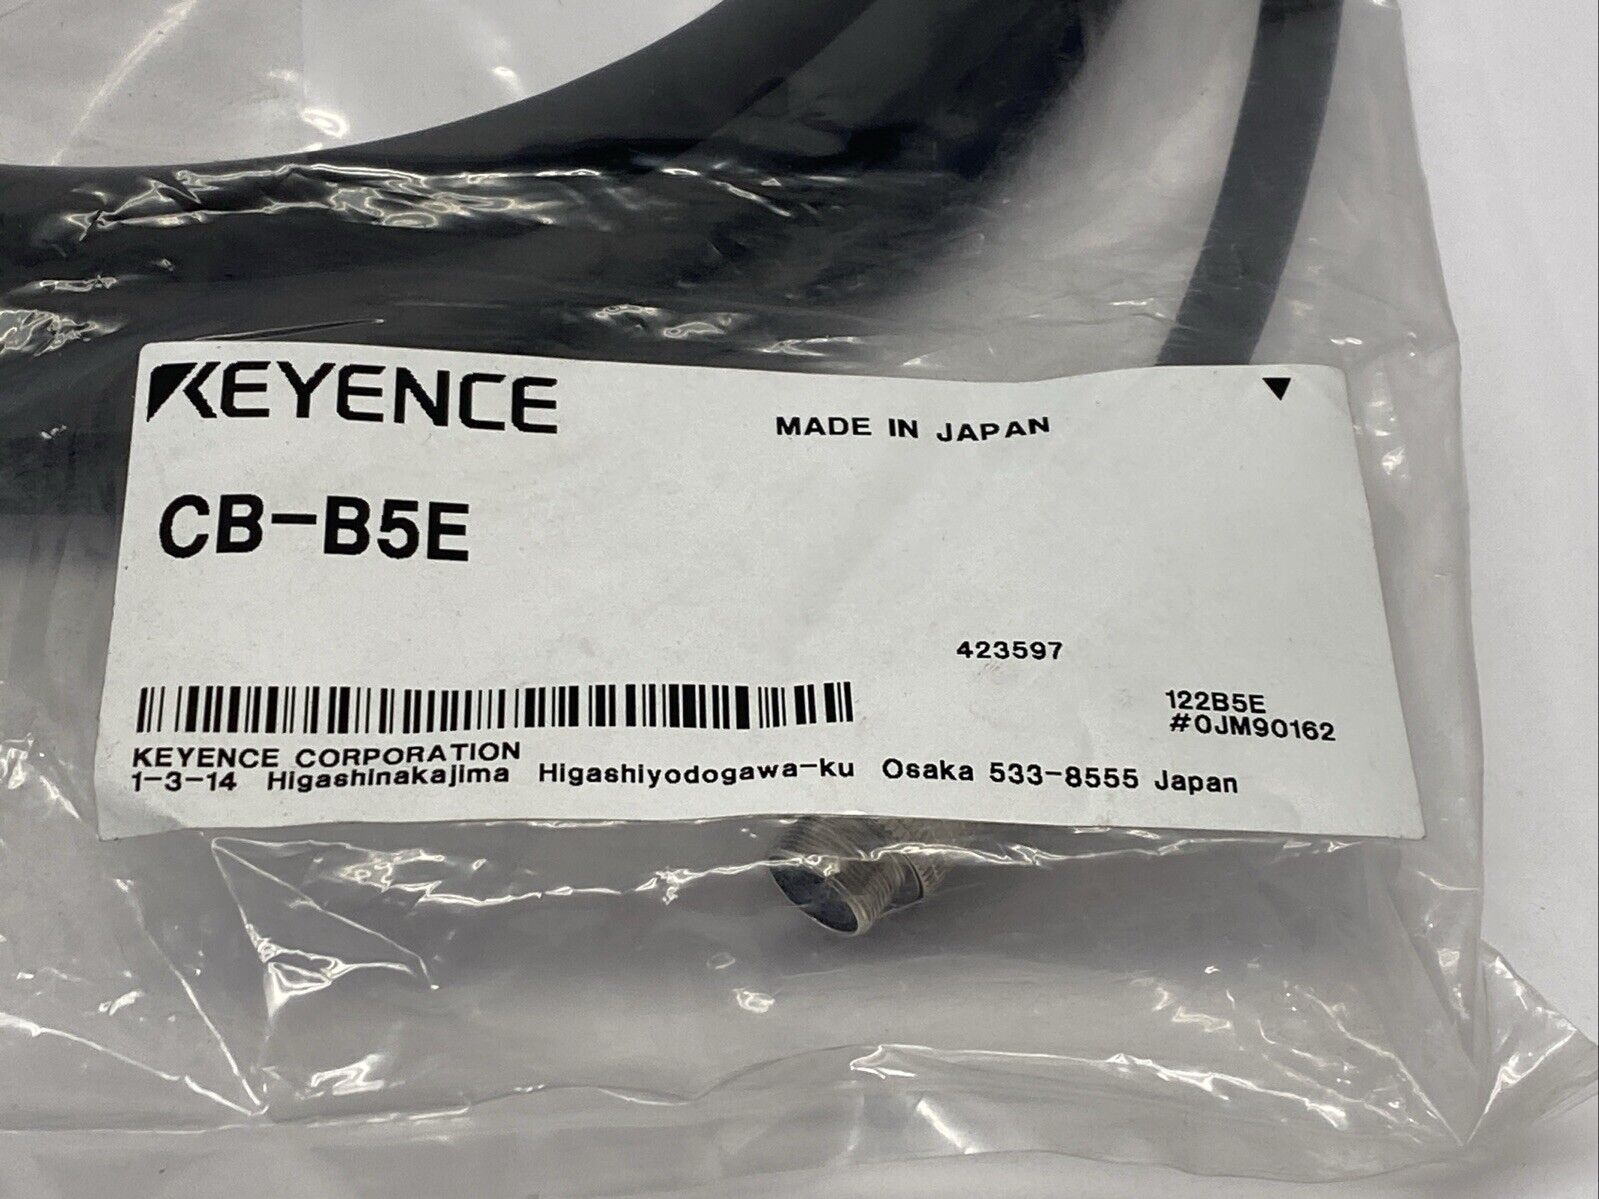 KEYENCE
MADE IN JAPAN
CB-B5E
423597
122B5E
#0JM90162
KEYENCE CORPORATION
1-3-14 Higashinakajima Higashiyodogawa-ku Osaka 533-8555 Japan